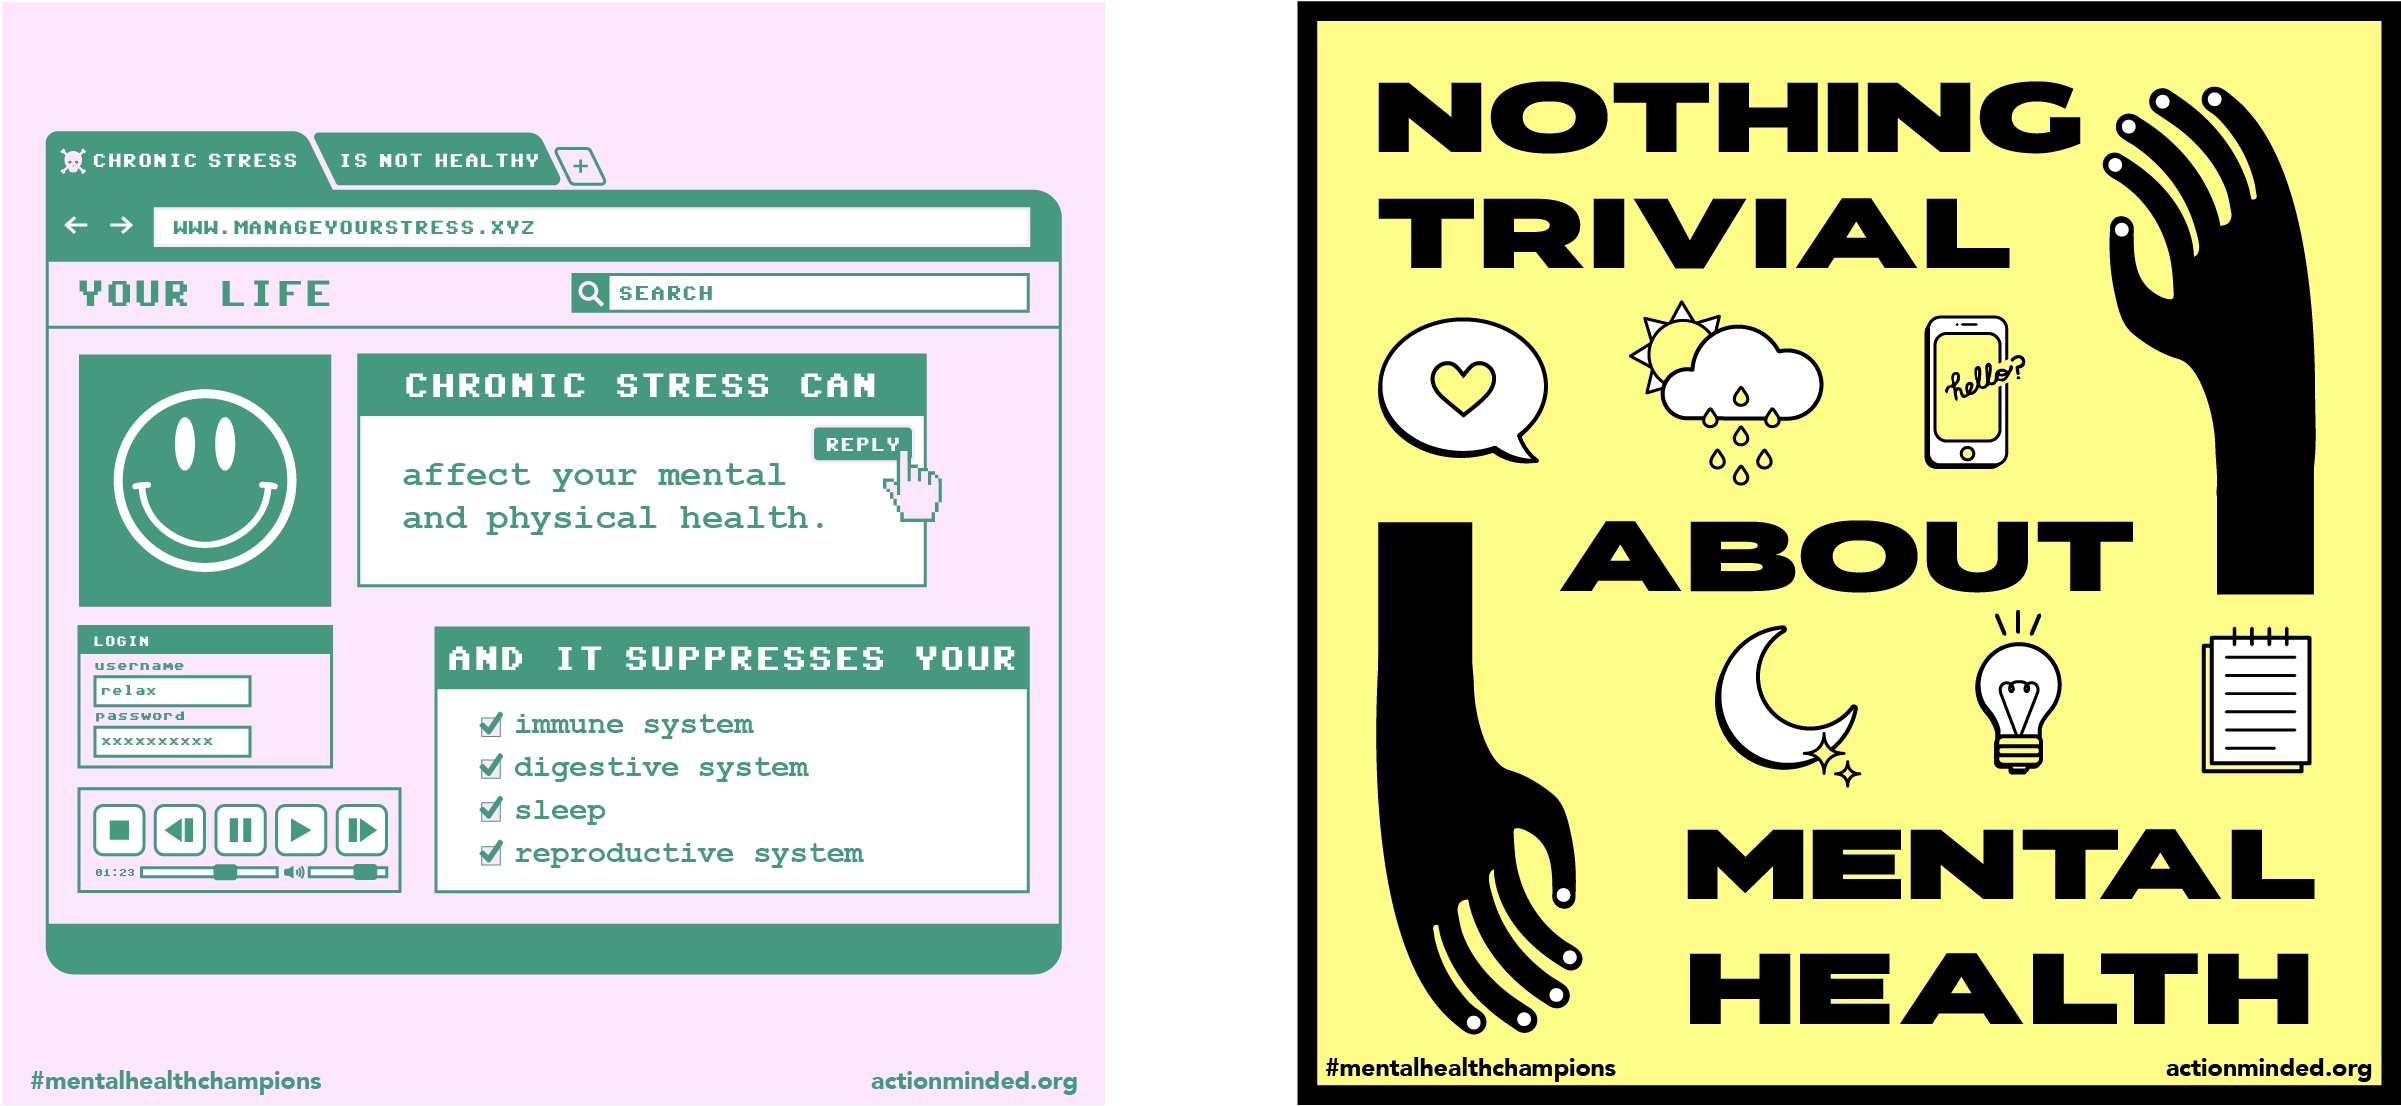 CHRONIC STRESS
IS NOT HEALTHY
+
WWW.MANAGEYOURSTRESS.XYZ
YOUR LIFE
SEARCH
CHRONIC STRESS CAN
REPLY
affect your mental
and physical health.
LOGIN
username
relax
password
xxxxxxxxxx
AND IT SUPPRESSES YOUR
immune system
digestive system
sleep
reproductive system
01:23
#mentalhealthchampions
actionminded.org
NOTHING
TRIVIAL
hello?
ABOUT
MENTAL
HEALTH
#mentalhealthchampions
actionminded.org